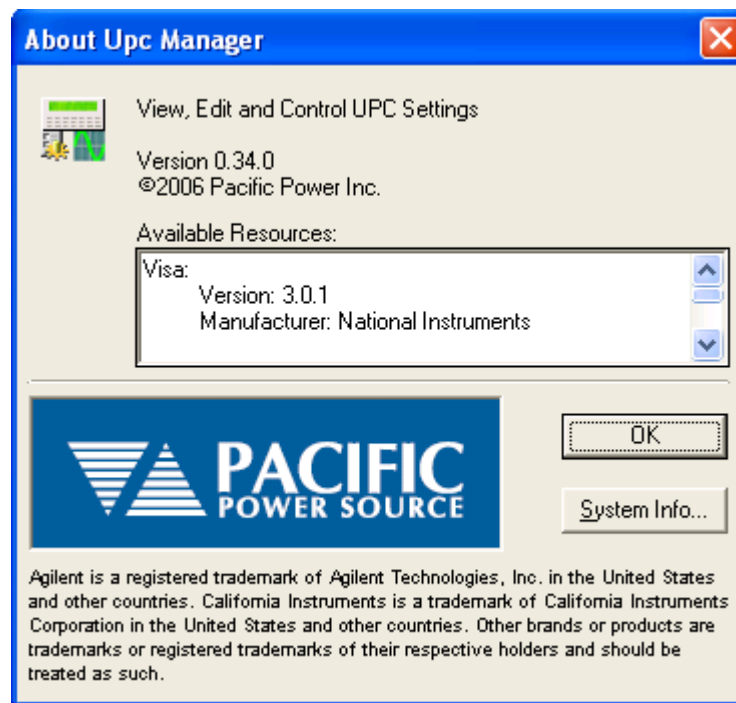 About Upc Manager
View, Edit and Control UPC Settings
Version 0.34.0
©2006 Pacific Power Inc.
Available Resources:
Visa:
Version: 3.0.1
Manufacturer: National Instruments
PACIFIC
POWER SOURCE
OK
System Info...
Agilent is a registered trademark of Agilent Technologies, Inc. in the United States
and other countries. California Instruments is a trademark of California Instruments
Corporation in the United States and other countries. Other brands or products are
trademarks or registered trademarks of their respective holders and should be
treated as such.